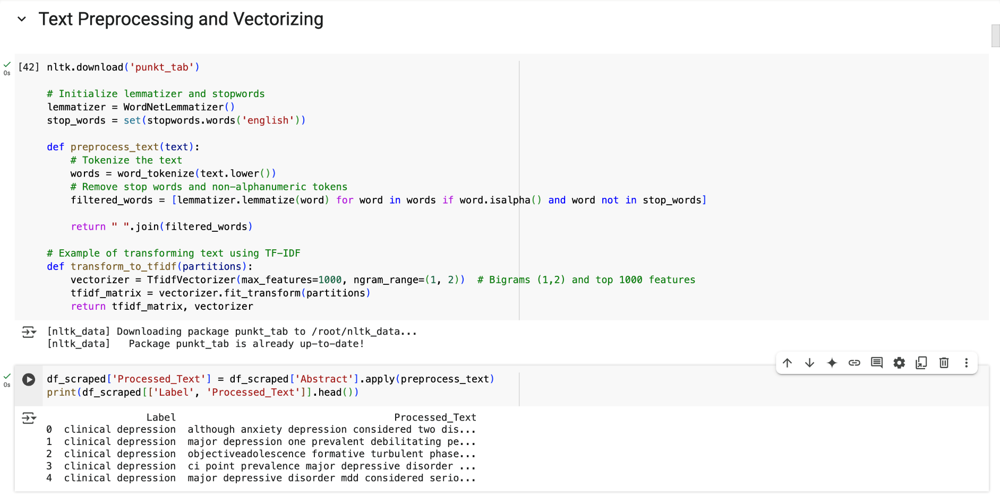 Text Preprocessing and Vectorizing
0s
[42] nltk.download('punkt_tab')
# Initialize lemmatizer and stopwords
lemmatizer = WordNetLemmatizer()
stop_words = set(stopwords.words('english'))
def preprocess_text(text):
# Tokenize the text
words = word_tokenize(text.lower())
# Remove stop words and non-alphanumeric tokens
filtered_words = [lemmatizer.lemmatize(word) for word in words if word.isalpha() and word not in stop_words]
return " ".join(filtered_words)
# Example of transforming text using TF-IDF
def transform_to_tfidf(partitions):
vectorizer = TfidfVectorizer(max_features=1000, ngram_range=(1, 2))  # Bigrams (1,2) and top 1000 features
tfidf_matrix = vectorizer.fit_transform(partitions)
return tfidf_matrix, vectorizer
[nltk_data] Downloading package punkt_tab to /root/nltk_data...
[nltk_data]   Package punkt_tab is already up-to-date!
0s
df_scraped['Processed_Text'] = df_scraped['Abstract'].apply(preprocess_text)
print(df_scraped[['Label', 'Processed_Text']].head())
Label Processed_Text
0 clinical depression although anxiety depression considered two dis...
1 clinical depression major depression one prevalent debilitating pe...
2 clinical depression objectiveadolescence formative turbulent phase...
3 clinical depression ci point prevalence major depressive disorder ...
4 clinical depression major depressive disorder mdd considered serio...